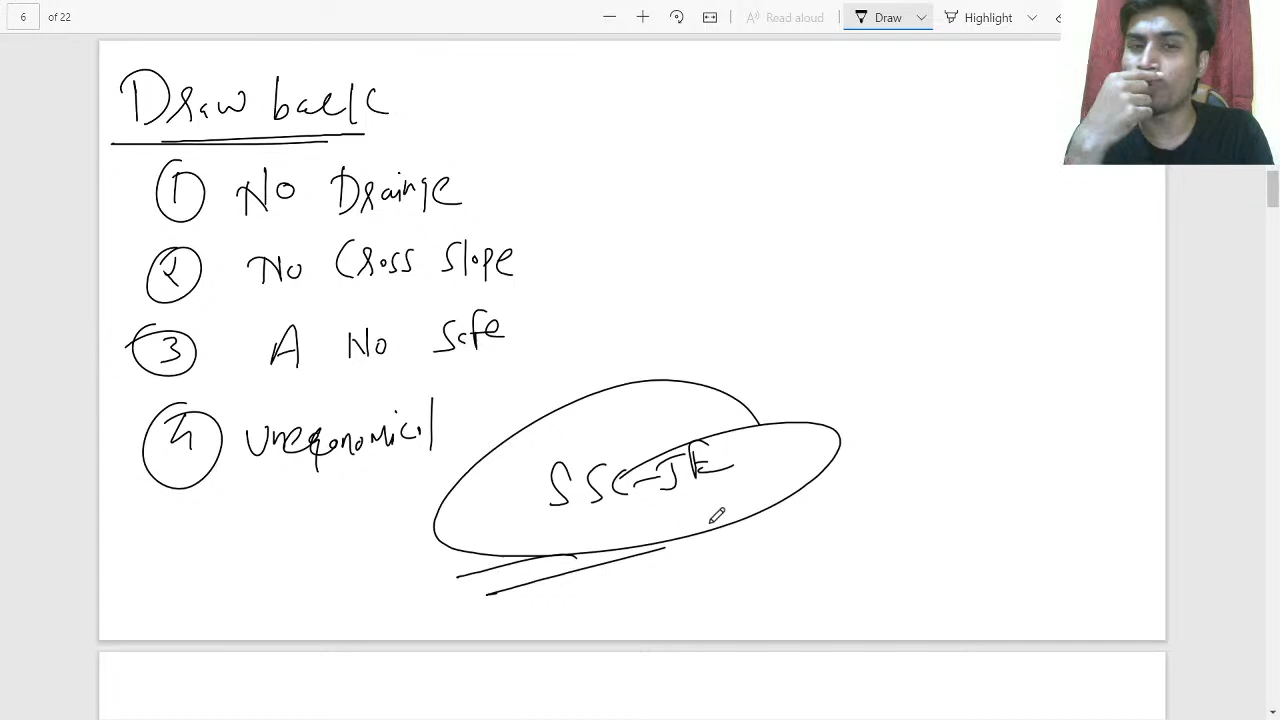 6 of 22
Read aloud
Draw
Highlight
Draw back
1 No Drainge
2 No Cross Slope
3 A No Safe
4 Uneqonomical
SSC-JE